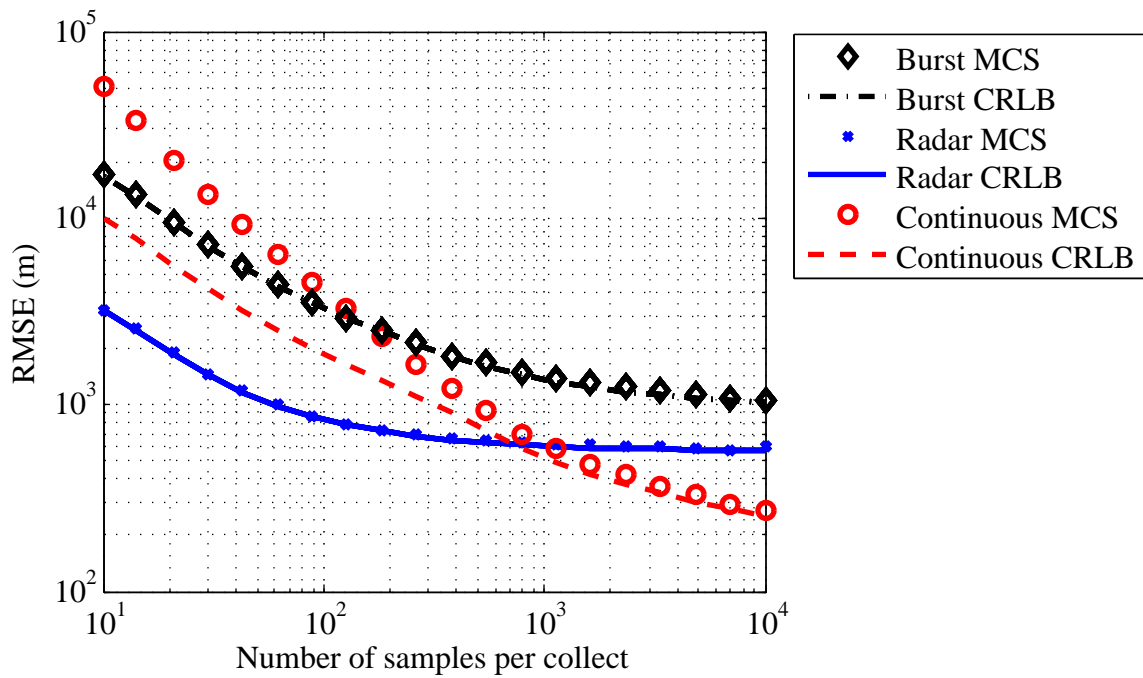 10^5
10^4
10^3
10^2
RMSE (m)
10^1
10^2
10^3
10^4
Number of samples per collect
Burst MCS
Burst CRLB
Radar MCS
Radar CRLB
Continuous MCS
Continuous CRLB